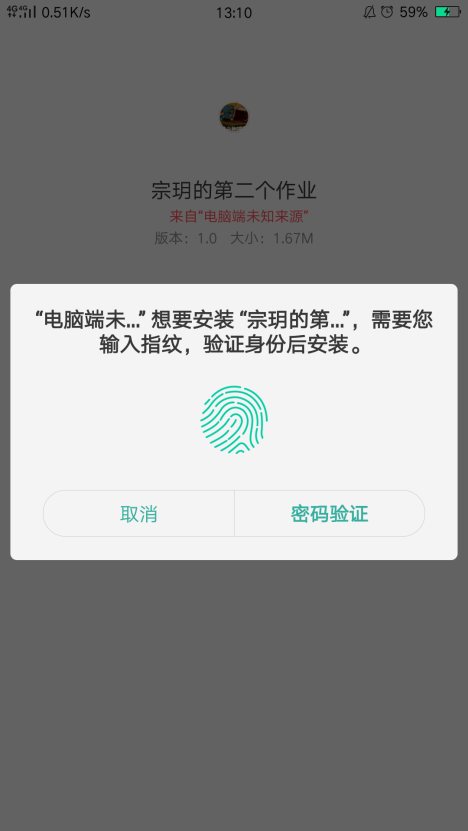 4G 4G 0.51K/s 13:10 59%
宗玥的第二个作业
来自“电脑端未知来源”
版本：1.0 大小：1.67M
“电脑端未...” 想要安装 “宗玥的第...”，需要您
输入指纹，验证身份后安装。
取消 密码验证